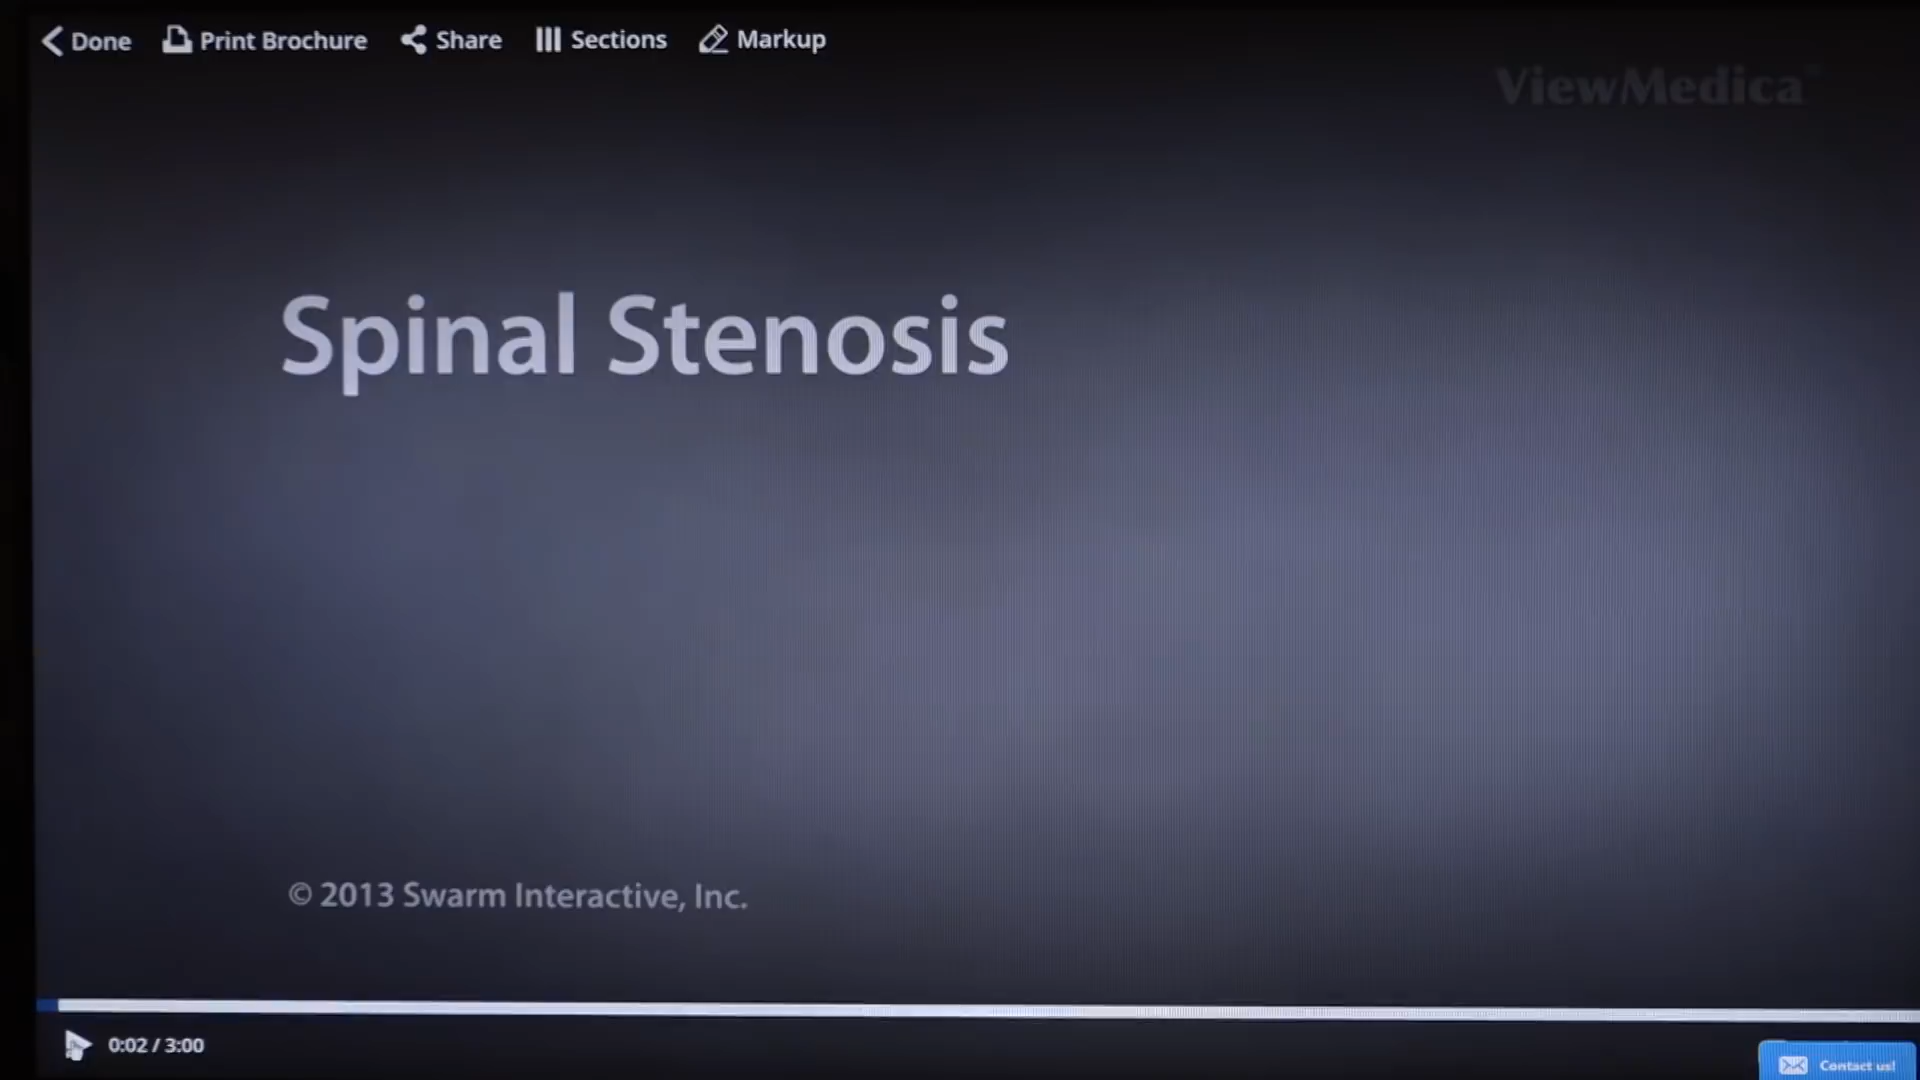 Done Print Brochure Share Sections Markup
ViewMedica
Spinal Stenosis
© 2013 Swarm Interactive, Inc.
0:02 / 3:00
Contact us!